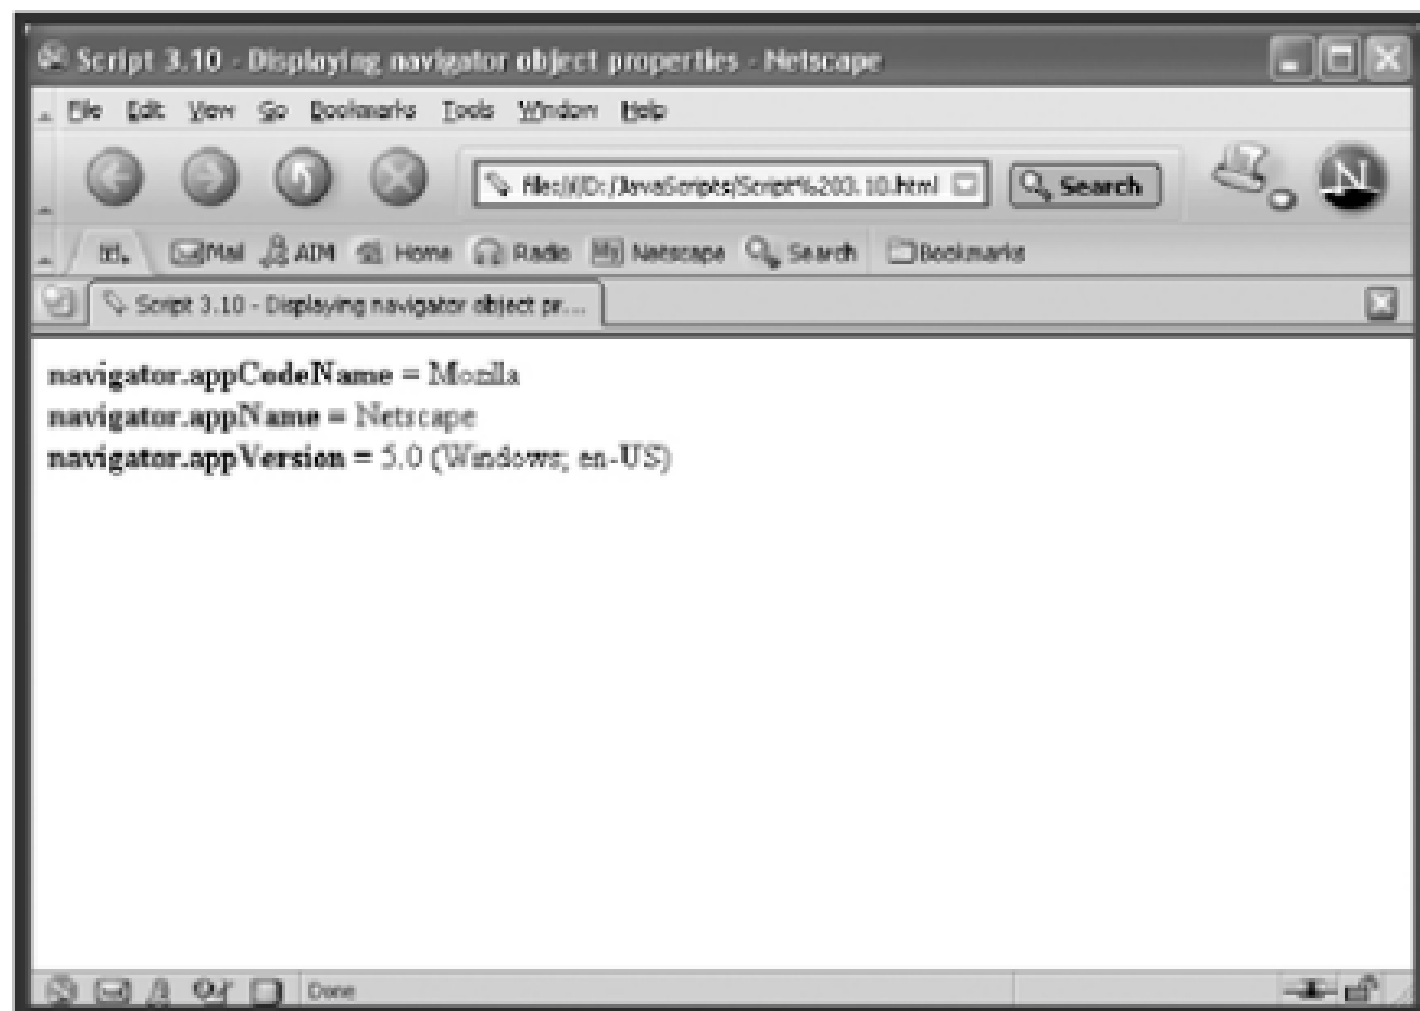 Script 3.10 - Displaying navigator object properties - Netscape
File Edit View Go Bookmarks Tools Window Help
file:///D:/JavaScripts/Script%203.10.html Search
N
Mail AIM Home Radio My Netscape Search Bookmarks
Script 3.10 - Displaying navigator object pr...
navigator.appCodeName = Mozilla
navigator.appName = Netscape
navigator.appVersion = 5.0 (Windows; en-US)
Done